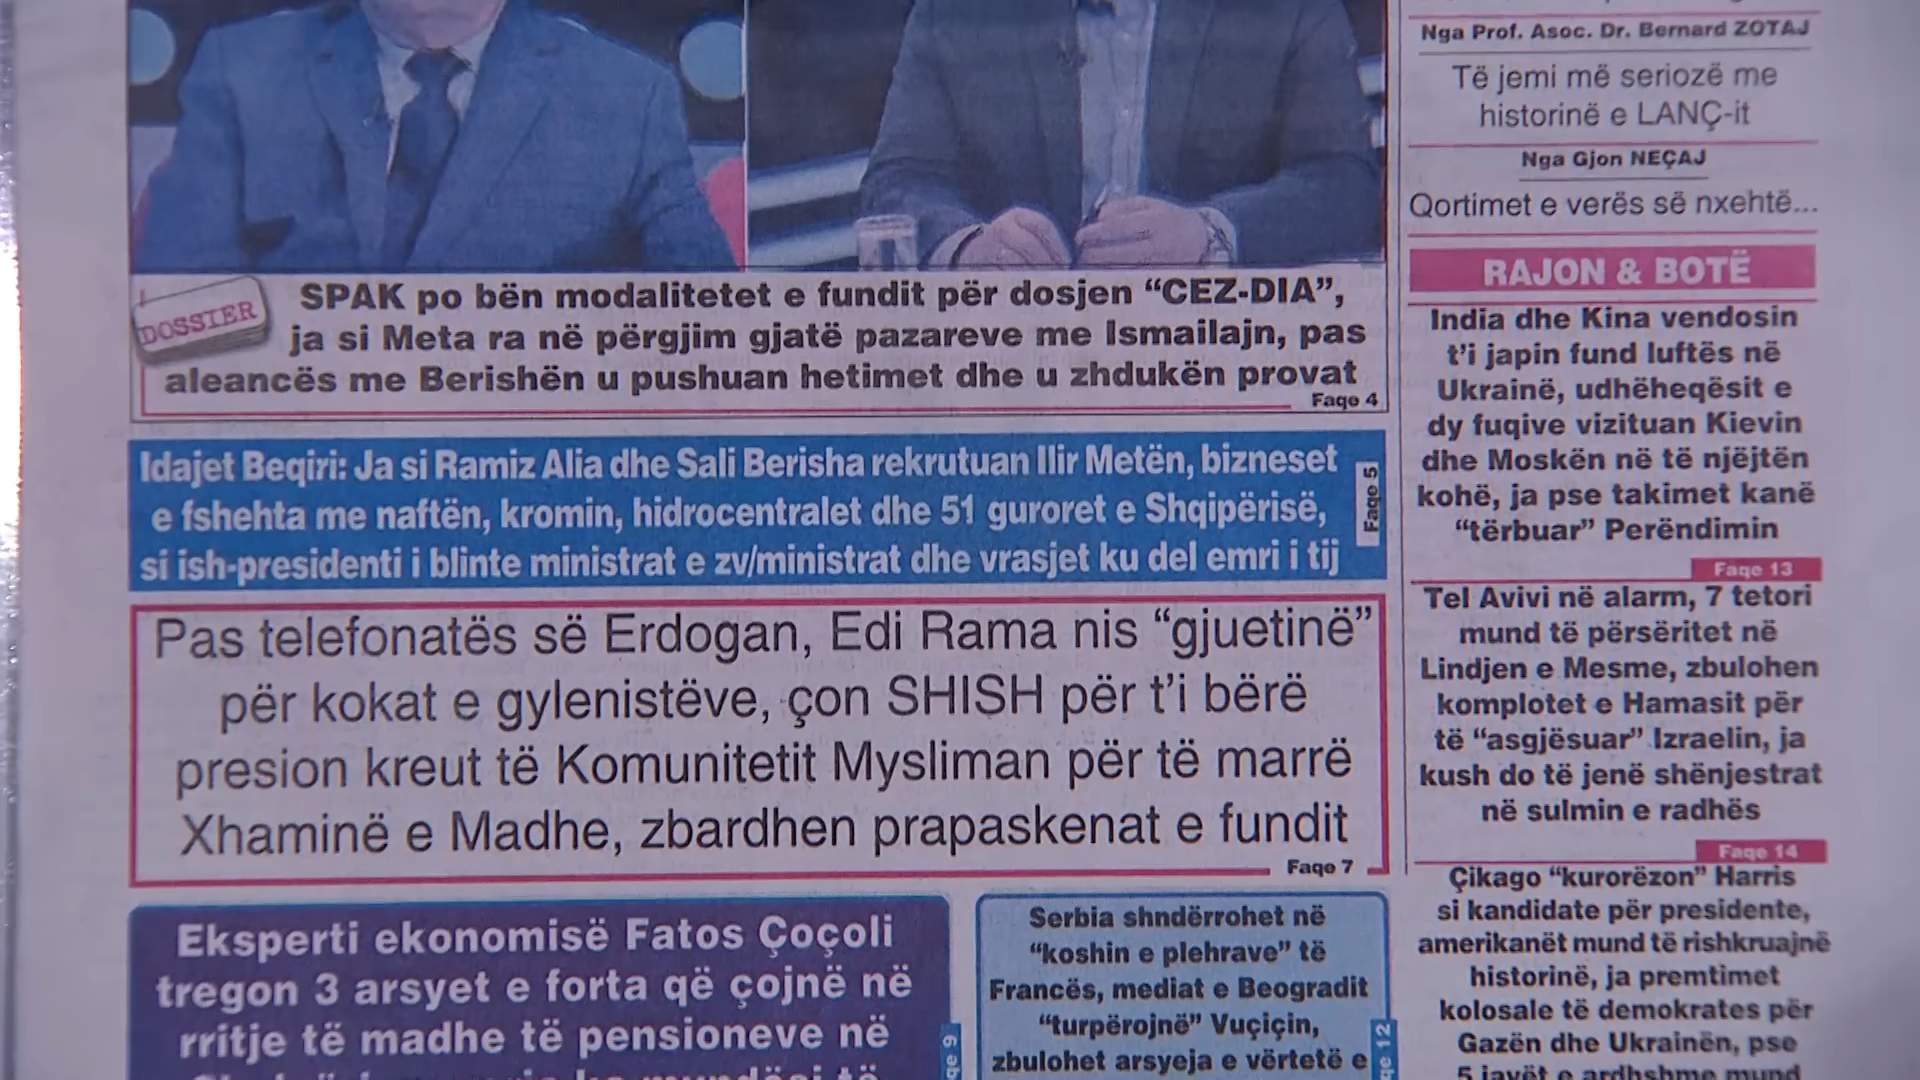 DOSSIER
SPAK po bën modalitetet e fundit për dosjen “CEZ-DIA”,
ja si Meta ra në përgjim gjatë pazareve me Ismailajn, pas
aleancës me Berishën u pushuan hetimet dhe u zhdukën provat
Faqe 4
Idajet Beqiri: Ja si Ramiz Alia dhe Sali Berisha rekrutuan Ilir Metën, bizneset
e fshehta me naftën, kromin, hidrocentralet dhe 51 guroret e Shqipërisë,
si ish-presidenti i blinte ministrat e zv/ministrat dhe vrasjet ku del emri i tij
Faqe 5
Pas telefonatës së Erdogan, Edi Rama nis “gjuetinë”
për kokat e gylenistëve, çon SHISH për t’i bërë
presion kreut të Komunitetit Mysliman për të marrë
Xhaminë e Madhe, zbardhen prapaskenat e fundit
Faqe 7
Eksperti ekonomisë Fatos Çoçoli
tregon 3 arsyet e forta që çojnë në
rritje të madhe të pensioneve në
qe 9
Serbia shndërrohet në
“koshin e plehrave” të
Francës, mediat e Beogradit
“turpërojnë” Vuçiçin,
zbulohet arsyeja e vërtetë e
qe 12
Nga Prof. Asoc. Dr. Bernard ZOTAJ
Të jemi më seriozë me
historinë e LANÇ-it
Nga Gjon NEÇAJ
Qortimet e verës së nxehtë...
RAJON & BOTË
India dhe Kina vendosin
t’i japin fund luftës në
Ukrainë, udhëheqësit e
dy fuqive vizituan Kievin
dhe Moskën në të njëjtën
kohë, ja pse takimet kanë
“tërbuar” Perëndimin
Faqe 13
Tel Avivi në alarm, 7 tetori
mund të përsëritet në
Lindjen e Mesme, zbulohen
komplotet e Hamasit për
të “asgjësuar” Izraelin, ja
kush do të jenë shënjestrat
në sulmin e radhës
Faqe 14
Çikago “kurorëzon” Harris
si kandidate për presidente,
amerikanët mund të rishkruajnë
historinë, ja premtimet
kolosale të demokrates për
Gazën dhe Ukrainën, pse
5 javët e ardhshme mund